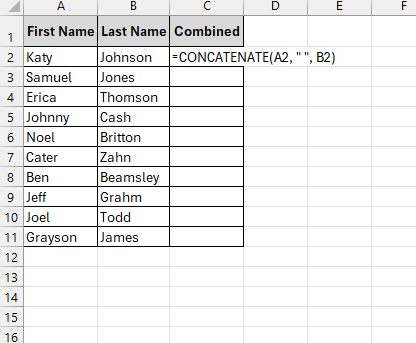 A B C D E F
1 First Name Last Name Combined
2 Katy Johnson =CONCATENATE(A2, " ", B2)
3 Samuel Jones
4 Erica Thomson
5 Johnny Cash
6 Noel Britton
7 Cater Zahn
8 Ben Beamsley
9 Jeff Grahm
10 Joel Todd
11 Grayson James
12
13
14
15
16